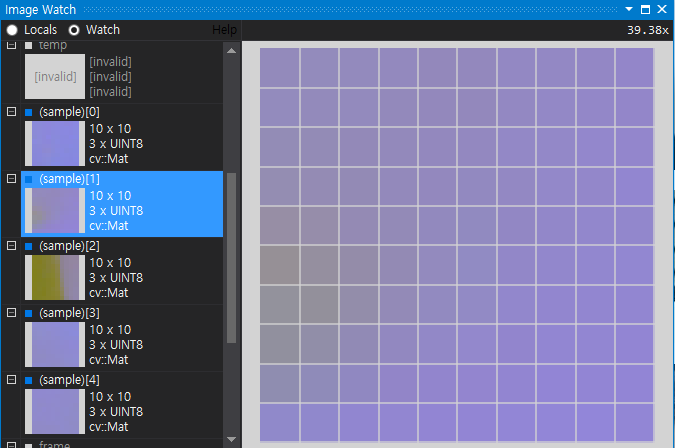 Image Watch
Locals
Watch
Help
39.38x
temp
[invalid]
[invalid]
[invalid]
[invalid]
(sample)[0]
10 x 10
3 x UINT8
cv::Mat
(sample)[1]
10 x 10
3 x UINT8
cv::Mat
(sample)[2]
10 x 10
3 x UINT8
cv::Mat
(sample)[3]
10 x 10
3 x UINT8
cv::Mat
(sample)[4]
10 x 10
3 x UINT8
cv::Mat
frame